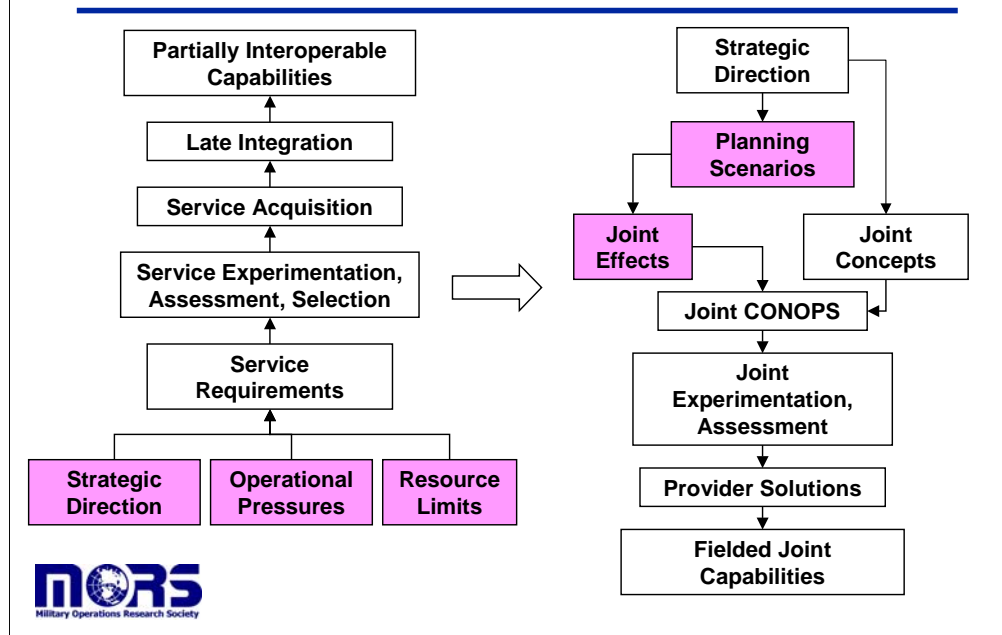 Partially Interoperable
Capabilities
Late Integration
Service Acquisition
Service Experimentation,
Assessment, Selection
Service
Requirements
Strategic
Direction
Operational
Pressures
Resource
Limits
Strategic
Direction
Planning
Scenarios
Joint
Effects
Joint
Concepts
Joint CONOPS
Joint
Experimentation,
Assessment
Provider Solutions
Fielded Joint
Capabilities
MORS
Military Operations Research Society